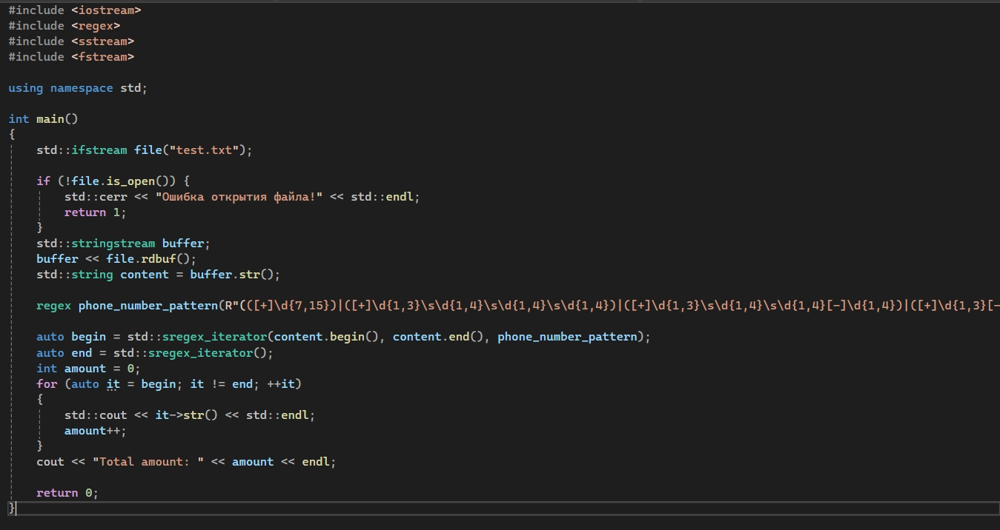 #include <iostream>
#include <regex>
#include <sstream>
#include <fstream>
using namespace std;
int main()
{
std::ifstream file("test.txt");
if (!file.is_open()) {
std::cerr << "Ошибка открытия файла!" << std::endl;
return 1;
}
std::stringstream buffer;
buffer << file.rdbuf();
std::string content = buffer.str();
regex phone_number_pattern(R"(([+]\d{7,15})|([+]\d{1,3}\s\d{1,4}\s\d{1,4}\s\d{1,4})|([+]\d{1,3}\s\d{1,4}\s\d{1,4}[-]\d{1,4})|([+]\d{1,3}[-
auto begin = std::sregex_iterator(content.begin(), content.end(), phone_number_pattern);
auto end = std::sregex_iterator();
int amount = 0;
for (auto it = begin; it != end; ++it)
{
std::cout << it->str() << std::endl;
amount++;
}
cout << "Total amount: " << amount << endl;
return 0;
}